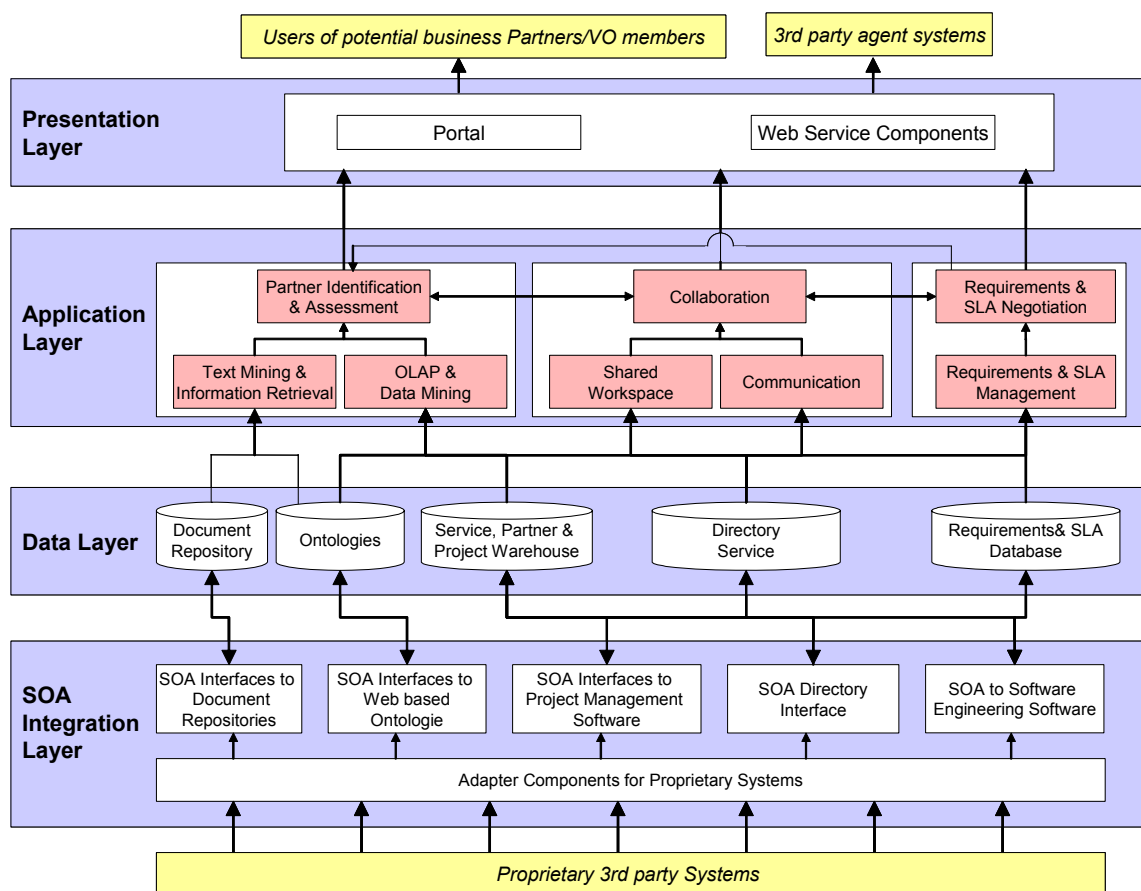 Users of potential business Partners/VO members
3rd party agent systems
Presentation
Layer
Portal
Web Service Components
Application
Layer
Partner Identification
& Assessment
Collaboration
Requirements &
SLA Negotiation
Text Mining &
Information Retrieval
OLAP &
Data Mining
Shared
Workspace
Communication
Requirements & SLA
Management
Data Layer
Document
Repository
Ontologies
Service, Partner &
Project Warehouse
Directory
Service
Requirements& SLA
Database
SOA
Integration
Layer
SOA Interfaces to
Document
Repositories
SOA Interfaces to
Web based
Ontologie
SOA Interfaces to
Project Management
Software
SOA Directory
Interface
SOA to Software
Engineering Software
Adapter Components for Proprietary Systems
Proprietary 3rd party Systems